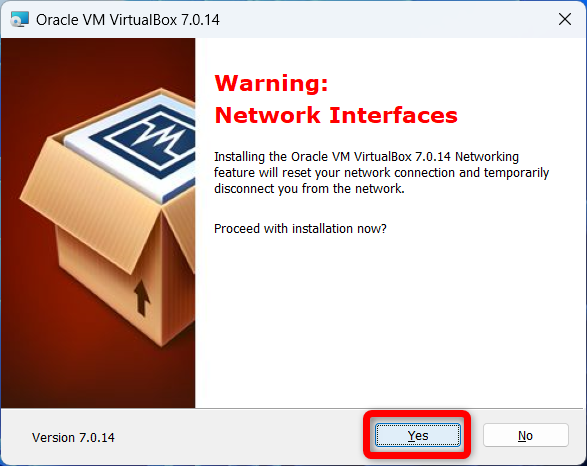 Oracle VM VirtualBox 7.0.14
Warning:
Network Interfaces
Installing the Oracle VM VirtualBox 7.0.14 Networking
feature will reset your network connection and temporarily
disconnect you from the network.
Proceed with installation now?
Version 7.0.14
Yes
No